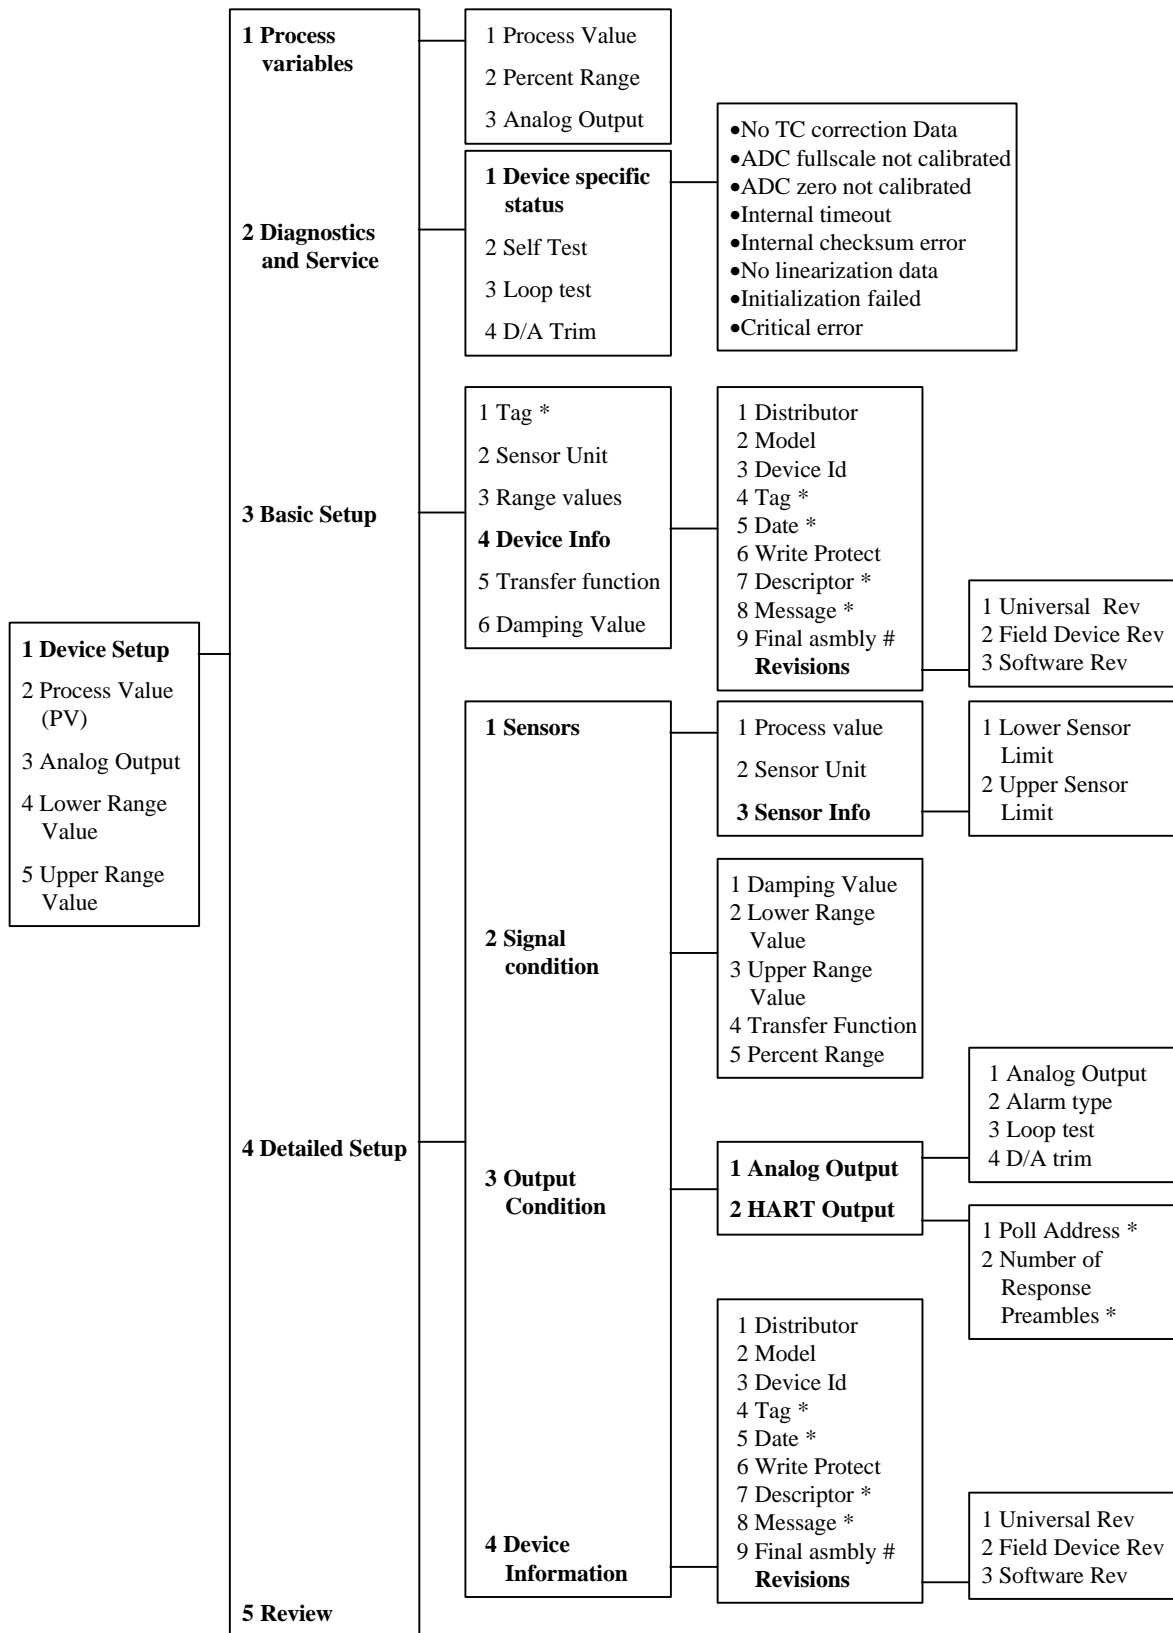 1 Device Setup
2 Process Value
(PV)
3 Analog Output
4 Lower Range
Value
5 Upper Range
Value
1 Process
variables
2 Diagnostics
and Service
3 Basic Setup
4 Detailed Setup
5 Review
1 Process Value
2 Percent Range
3 Analog Output
1 Device specific
status
2 Self Test
3 Loop test
4 D/A Trim
•No TC correction Data
•ADC fullscale not calibrated
•ADC zero not calibrated
•Internal timeout
•Internal checksum error
•No linearization data
•Initialization failed
•Critical error
1 Tag *
2 Sensor Unit
3 Range values
4 Device Info
5 Transfer function
6 Damping Value
1 Distributor
2 Model
3 Device Id
4 Tag *
5 Date *
6 Write Protect
7 Descriptor *
8 Message *
9 Final asmbly #
Revisions
1 Universal Rev
2 Field Device Rev
3 Software Rev
1 Sensors
2 Signal
condition
3 Output
Condition
4 Device
Information
1 Process value
2 Sensor Unit
3 Sensor Info
1 Lower Sensor
Limit
2 Upper Sensor
Limit
1 Damping Value
2 Lower Range
Value
3 Upper Range
Value
4 Transfer Function
5 Percent Range
1 Analog Output
2 HART Output
1 Analog Output
2 Alarm type
3 Loop test
4 D/A trim
1 Poll Address *
2 Number of
Response
Preambles *
1 Distributor
2 Model
3 Device Id
4 Tag *
5 Date *
6 Write Protect
7 Descriptor *
8 Message *
9 Final asmbly #
Revisions
1 Universal Rev
2 Field Device Rev
3 Software Rev